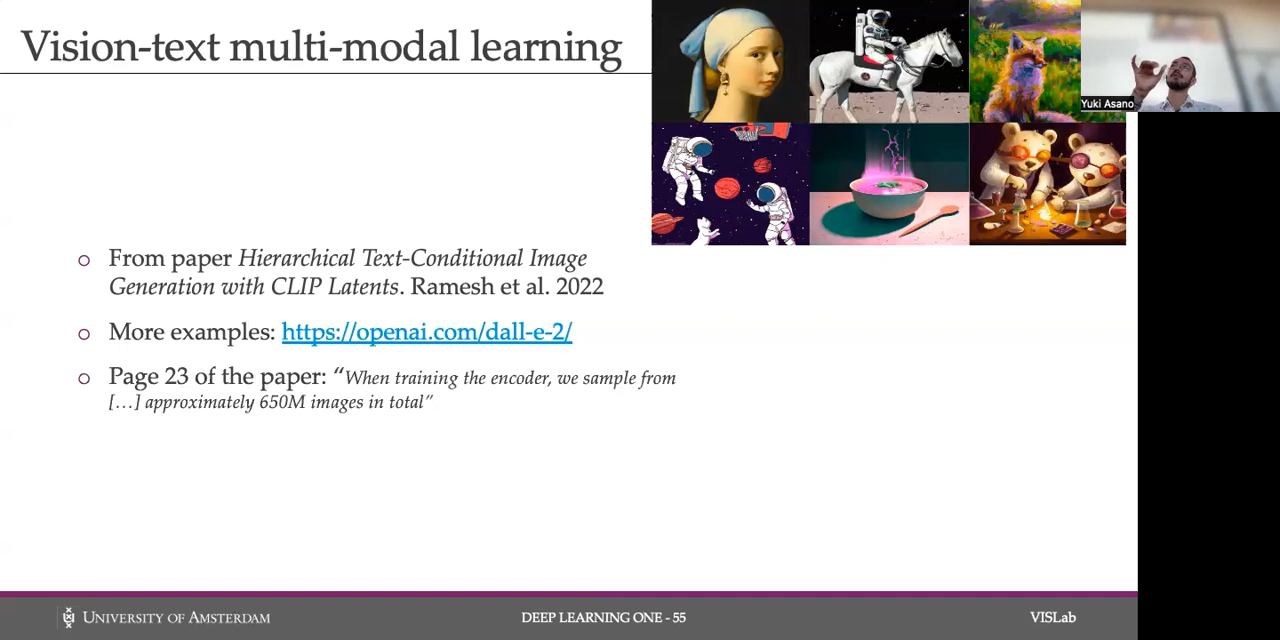 Vision-text multi-modal learning
Yuki Asano
o From paper Hierarchical Text-Conditional Image
Generation with CLIP Latents. Ramesh et al. 2022
o More examples: https://openai.com/dall-e-2/
o Page 23 of the paper: “When training the encoder, we sample from
[…] approximately 650M images in total”
UNIVERSITY OF AMSTERDAM
DEEP LEARNING ONE - 55
VISLab